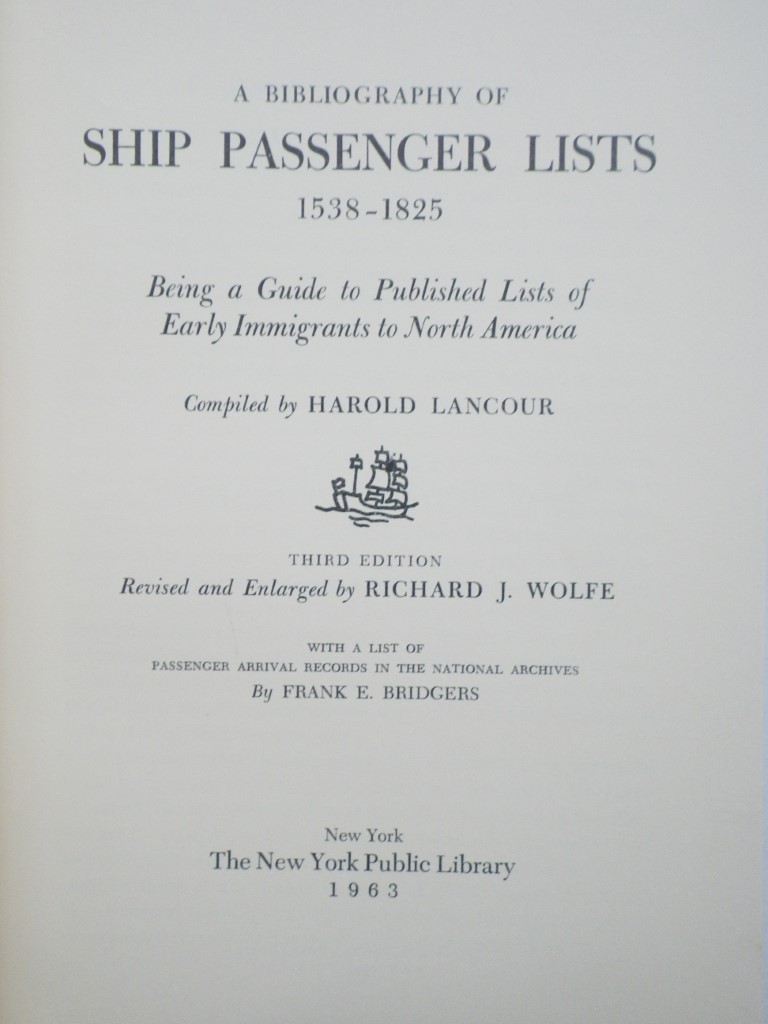 A BIBLIOGRAPHY OF
SHIP PASSENGER LISTS
1538-1825
Being a Guide to Published Lists of
Early Immigrants to North America
Compiled by HAROLD LANCOUR
THIRD EDITION
Revised and Enlarged by RICHARD J. WOLFE
WITH A LIST OF
PASSENGER ARRIVAL RECORDS IN THE NATIONAL ARCHIVES
By FRANK E. BRIDGERS
New York
The New York Public Library
1963